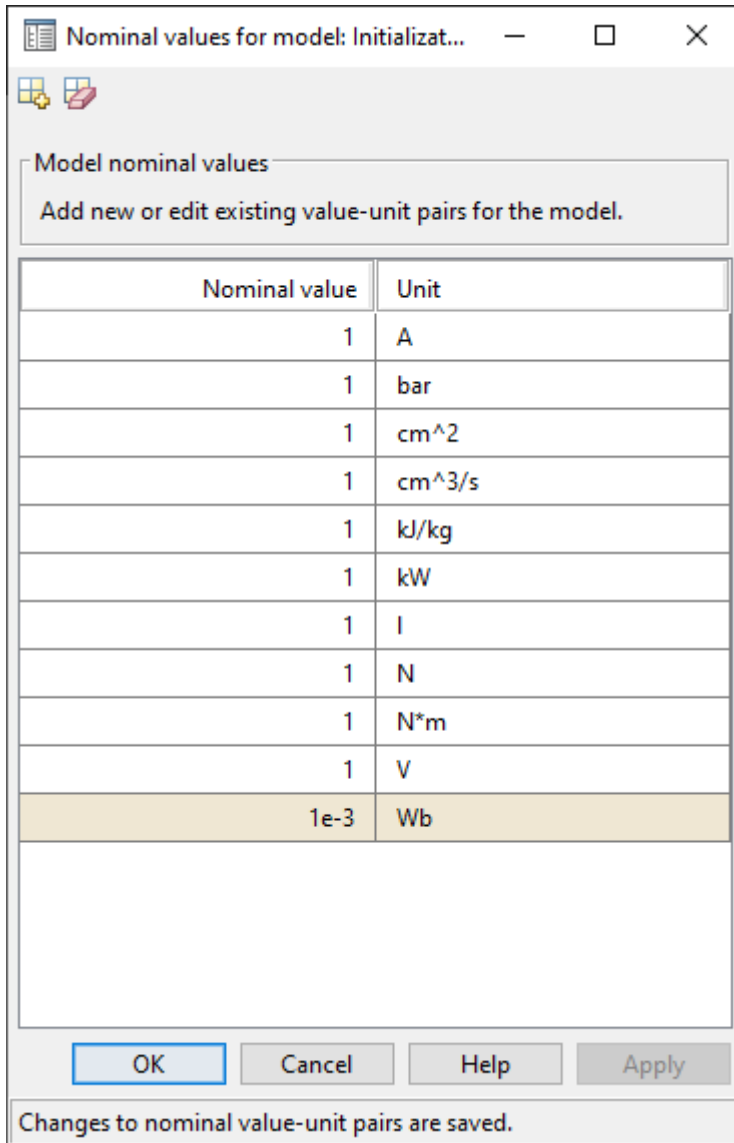 Nominal values for model: Initializat...
Model nominal values
Add new or edit existing value-unit pairs for the model.
Nominal value Unit
1 A
1 bar
1 cm^2
1 cm^3/s
1 kJ/kg
1 kW
1 l
1 N
1 N*m
1 V
1e-3 Wb
OK Cancel Help Apply
Changes to nominal value-unit pairs are saved.